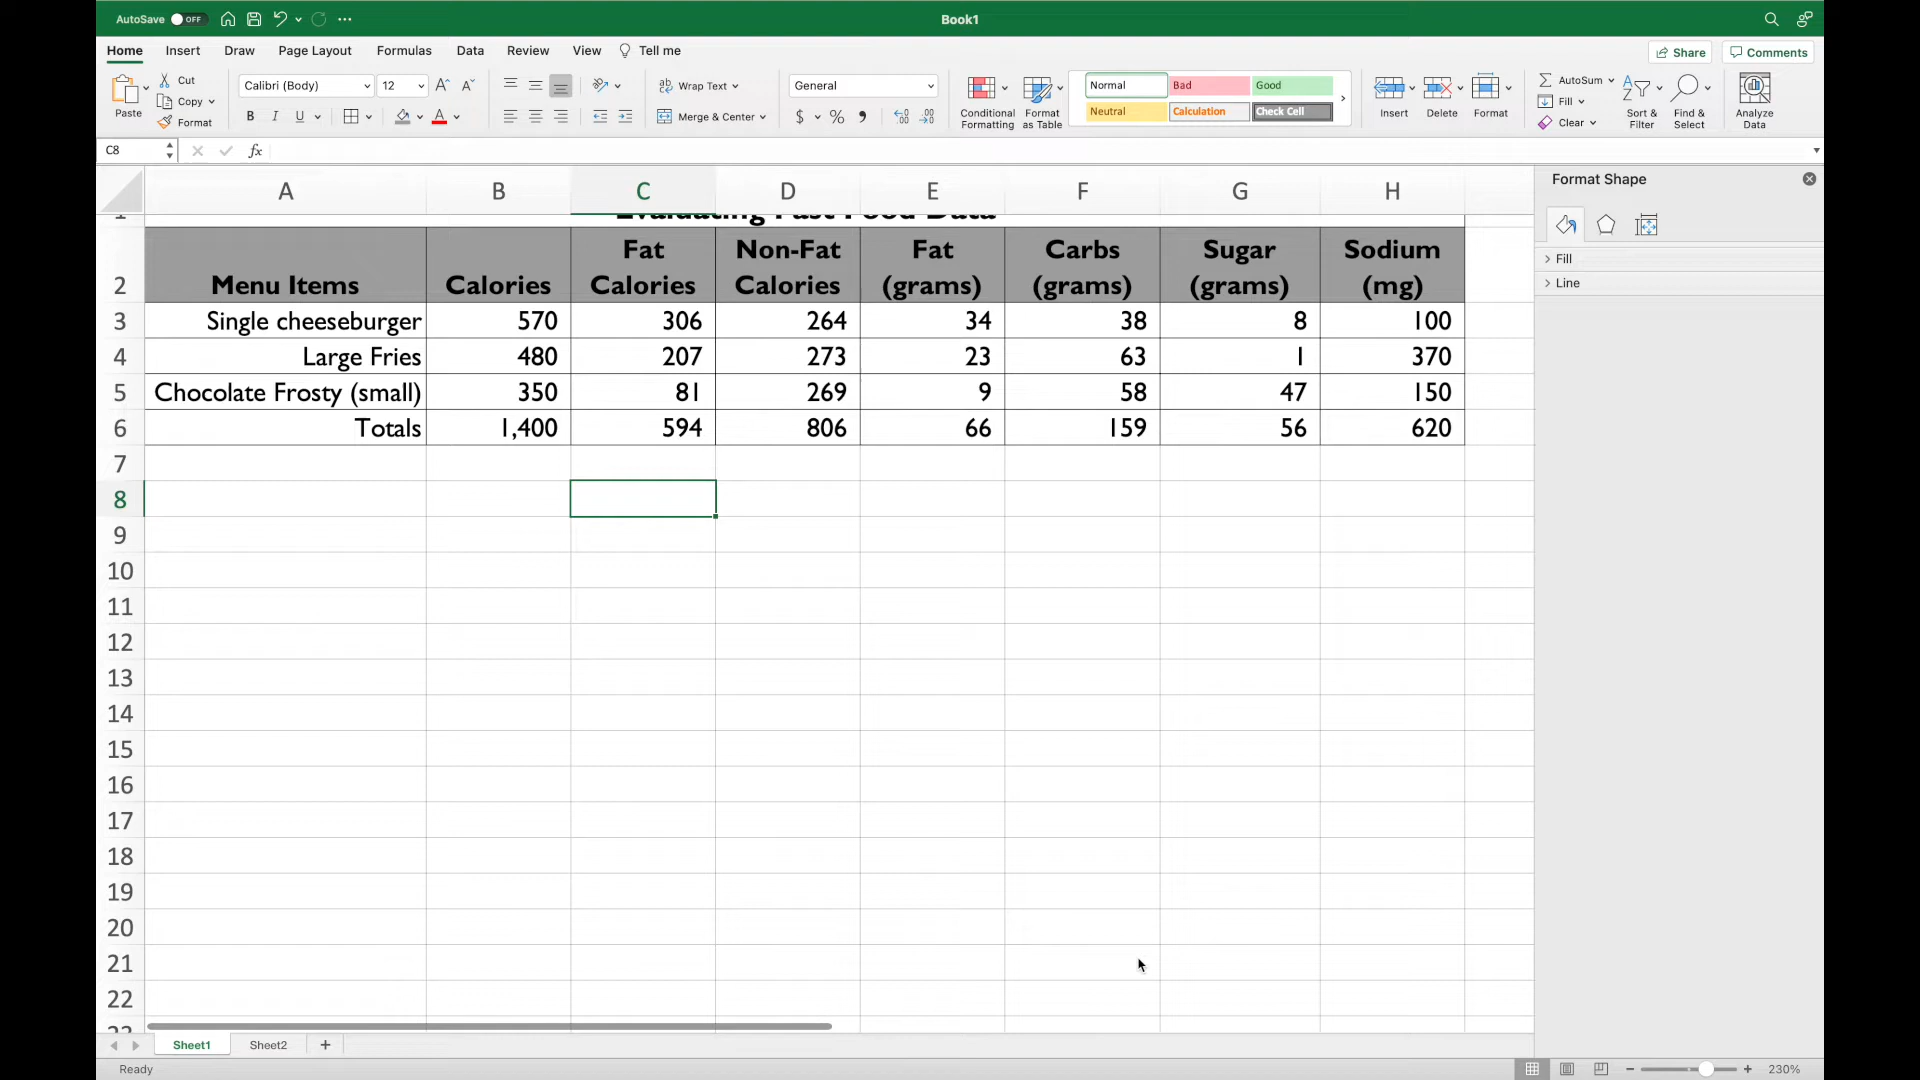 AutoSave OFF Book1
Home Insert Draw Page Layout Formulas Data Review View Tell me Share Comments
Paste Cut Copy Format
Calibri (Body) 12
B I U A
Wrap Text
Merge & Center
General
$ %
Conditional Formatting
Format as Table
Normal Bad Good
Neutral Calculation Check Cell
Insert Delete Format
AutoSum
Fill
Clear
Sort & Filter
Find & Select
Analyze Data
C8 fx
Format Shape
Fill
Line
A B C D E F G H
1 Evaluating Fast Food Data
Fat Non-Fat Fat Carbs Sugar Sodium
2 Menu Items Calories Calories Calories (grams) (grams) (grams) (mg)
3 Single cheeseburger 570 306 264 34 38 8 100
4 Large Fries 480 207 273 23 63 1 370
5 Chocolate Frosty (small) 350 81 269 9 58 47 150
6 Totals 1,400 594 806 66 159 56 620
7
8
9
10
11
12
13
14
15
16
17
18
19
20
21
22
23
Sheet1 Sheet2 +
Ready 230%